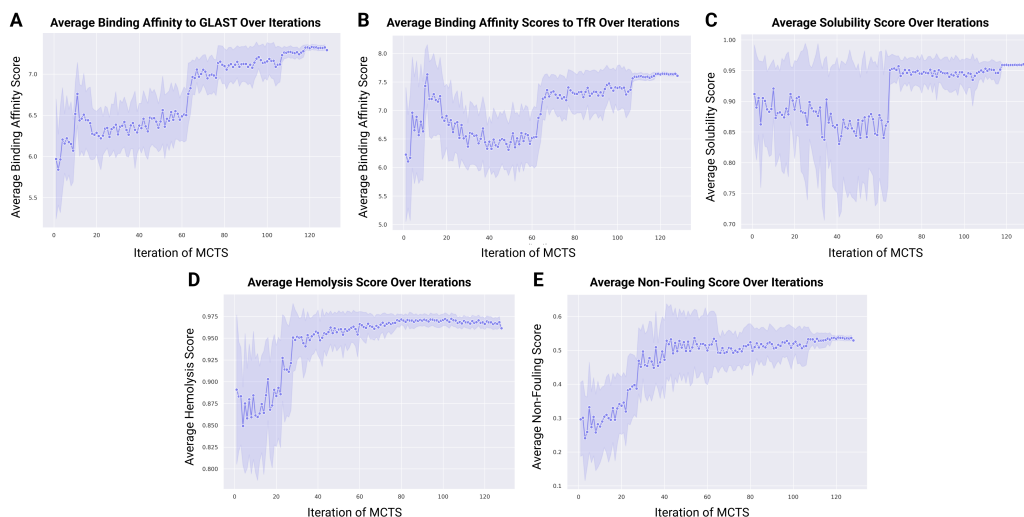 A
Average Binding Affinity to GLAST Over Iterations
Average Binding Affinity Score
7.0
6.5
6.0
5.5
0 20 40 60 80 100 120
Iteration of MCTS
B
Average Binding Affinity Scores to TfR Over Iterations
Average Binding Affinity Score
8.0
7.5
7.0
6.5
6.0
5.5
5.0
0 20 40 60 80 100 120
Iteration of MCTS
C
Average Solubility Score Over Iterations
Average Solubility Score
1.00
0.95
0.90
0.85
0.80
0.75
0.70
0 20 40 60 80 100 120
Iteration of MCTS
D
Average Hemolysis Score Over Iterations
Average Hemolysis Score
0.975
0.950
0.925
0.900
0.875
0.850
0.825
0.800
0 20 40 60 80 100 120
Iteration of MCTS
E
Average Non-Fouling Score Over Iterations
Average Non-Fouling Score
0.6
0.5
0.4
0.3
0.2
0.1
0 20 40 60 80 100 120
Iteration of MCTS